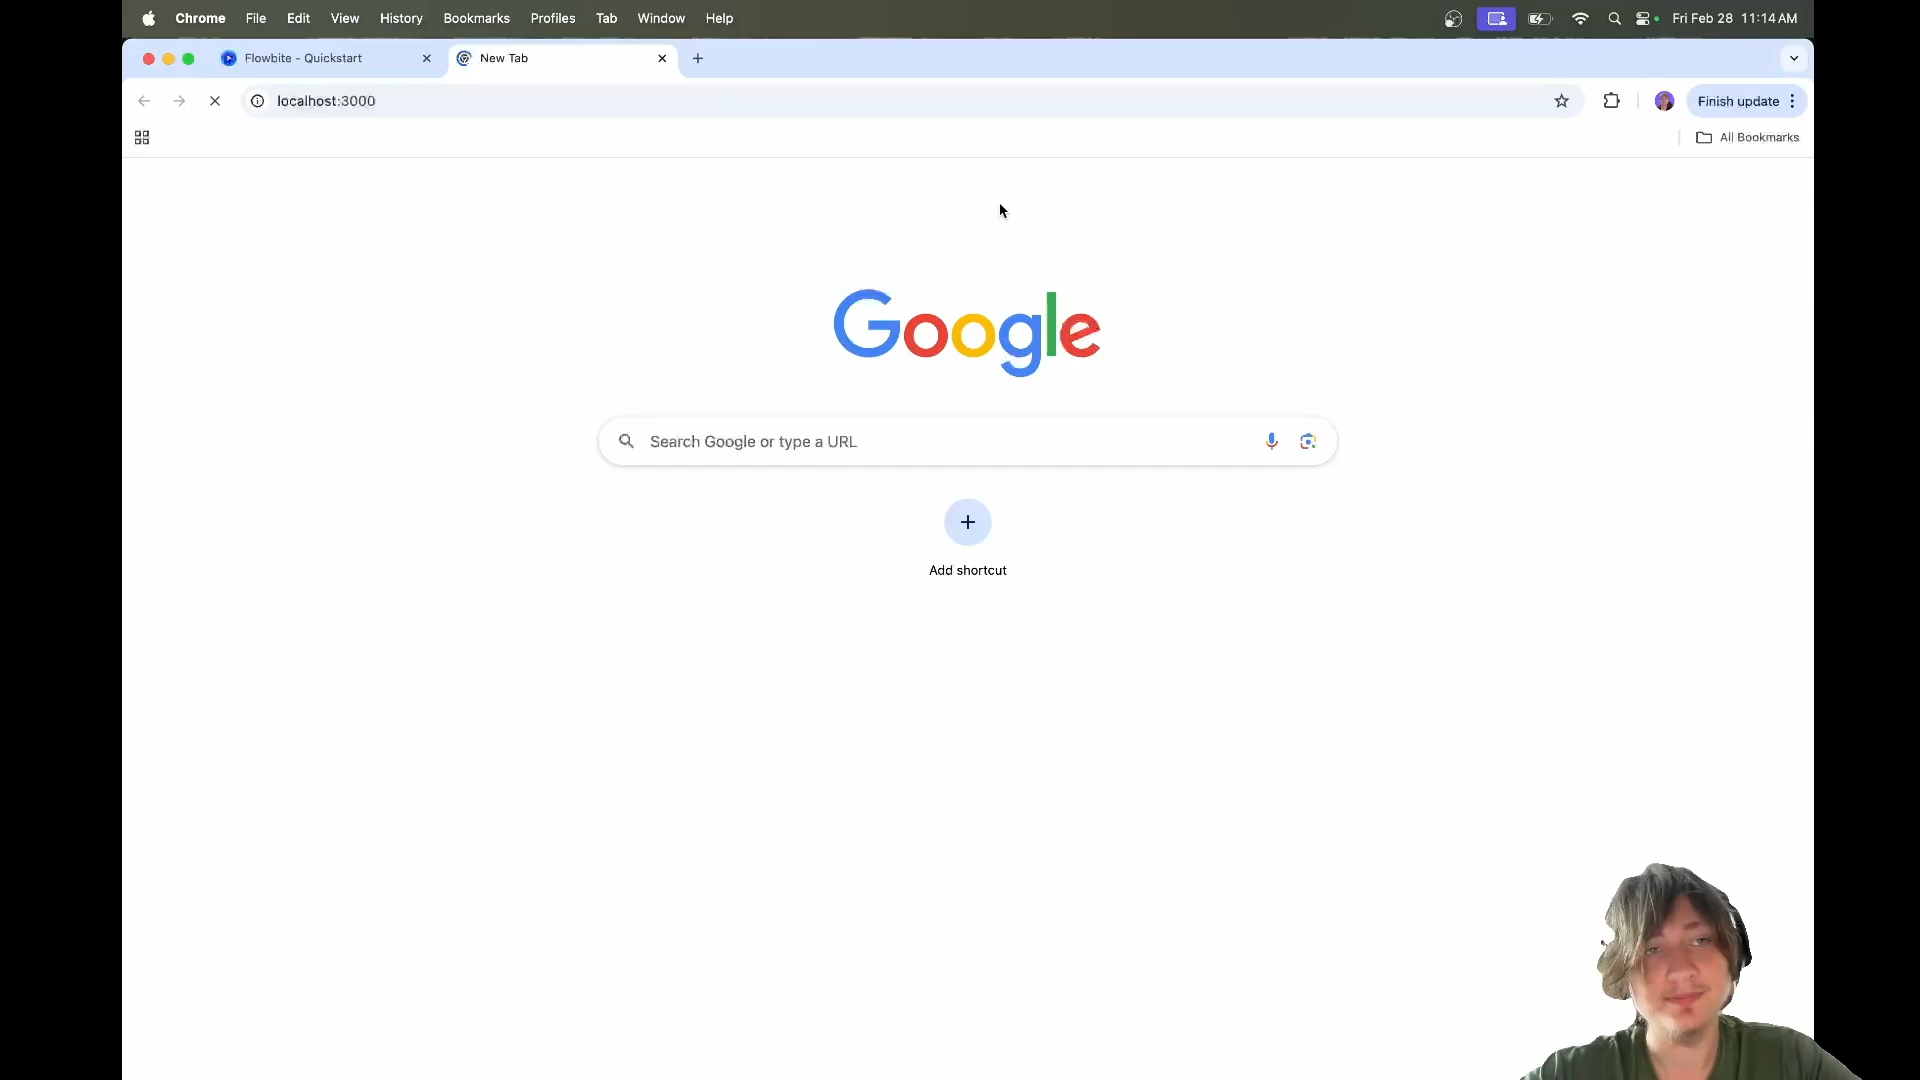 Chrome File Edit View History Bookmarks Profiles Tab Window Help Fri Feb 28 11:14 AM
Flowbite - Quickstart New Tab
localhost:3000 Finish update
All Bookmarks
Google
Search Google or type a URL
Add shortcut